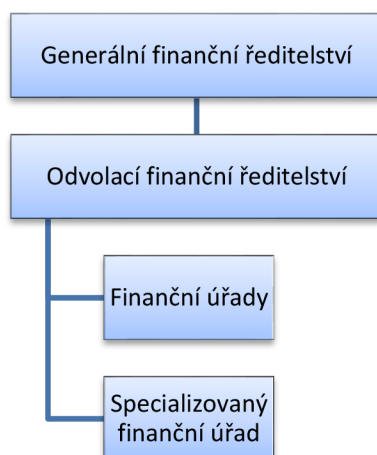 Generální finanční ředitelství
Odvolací finanční ředitelství
Finanční úřady
Specializovaný
finanční úřad